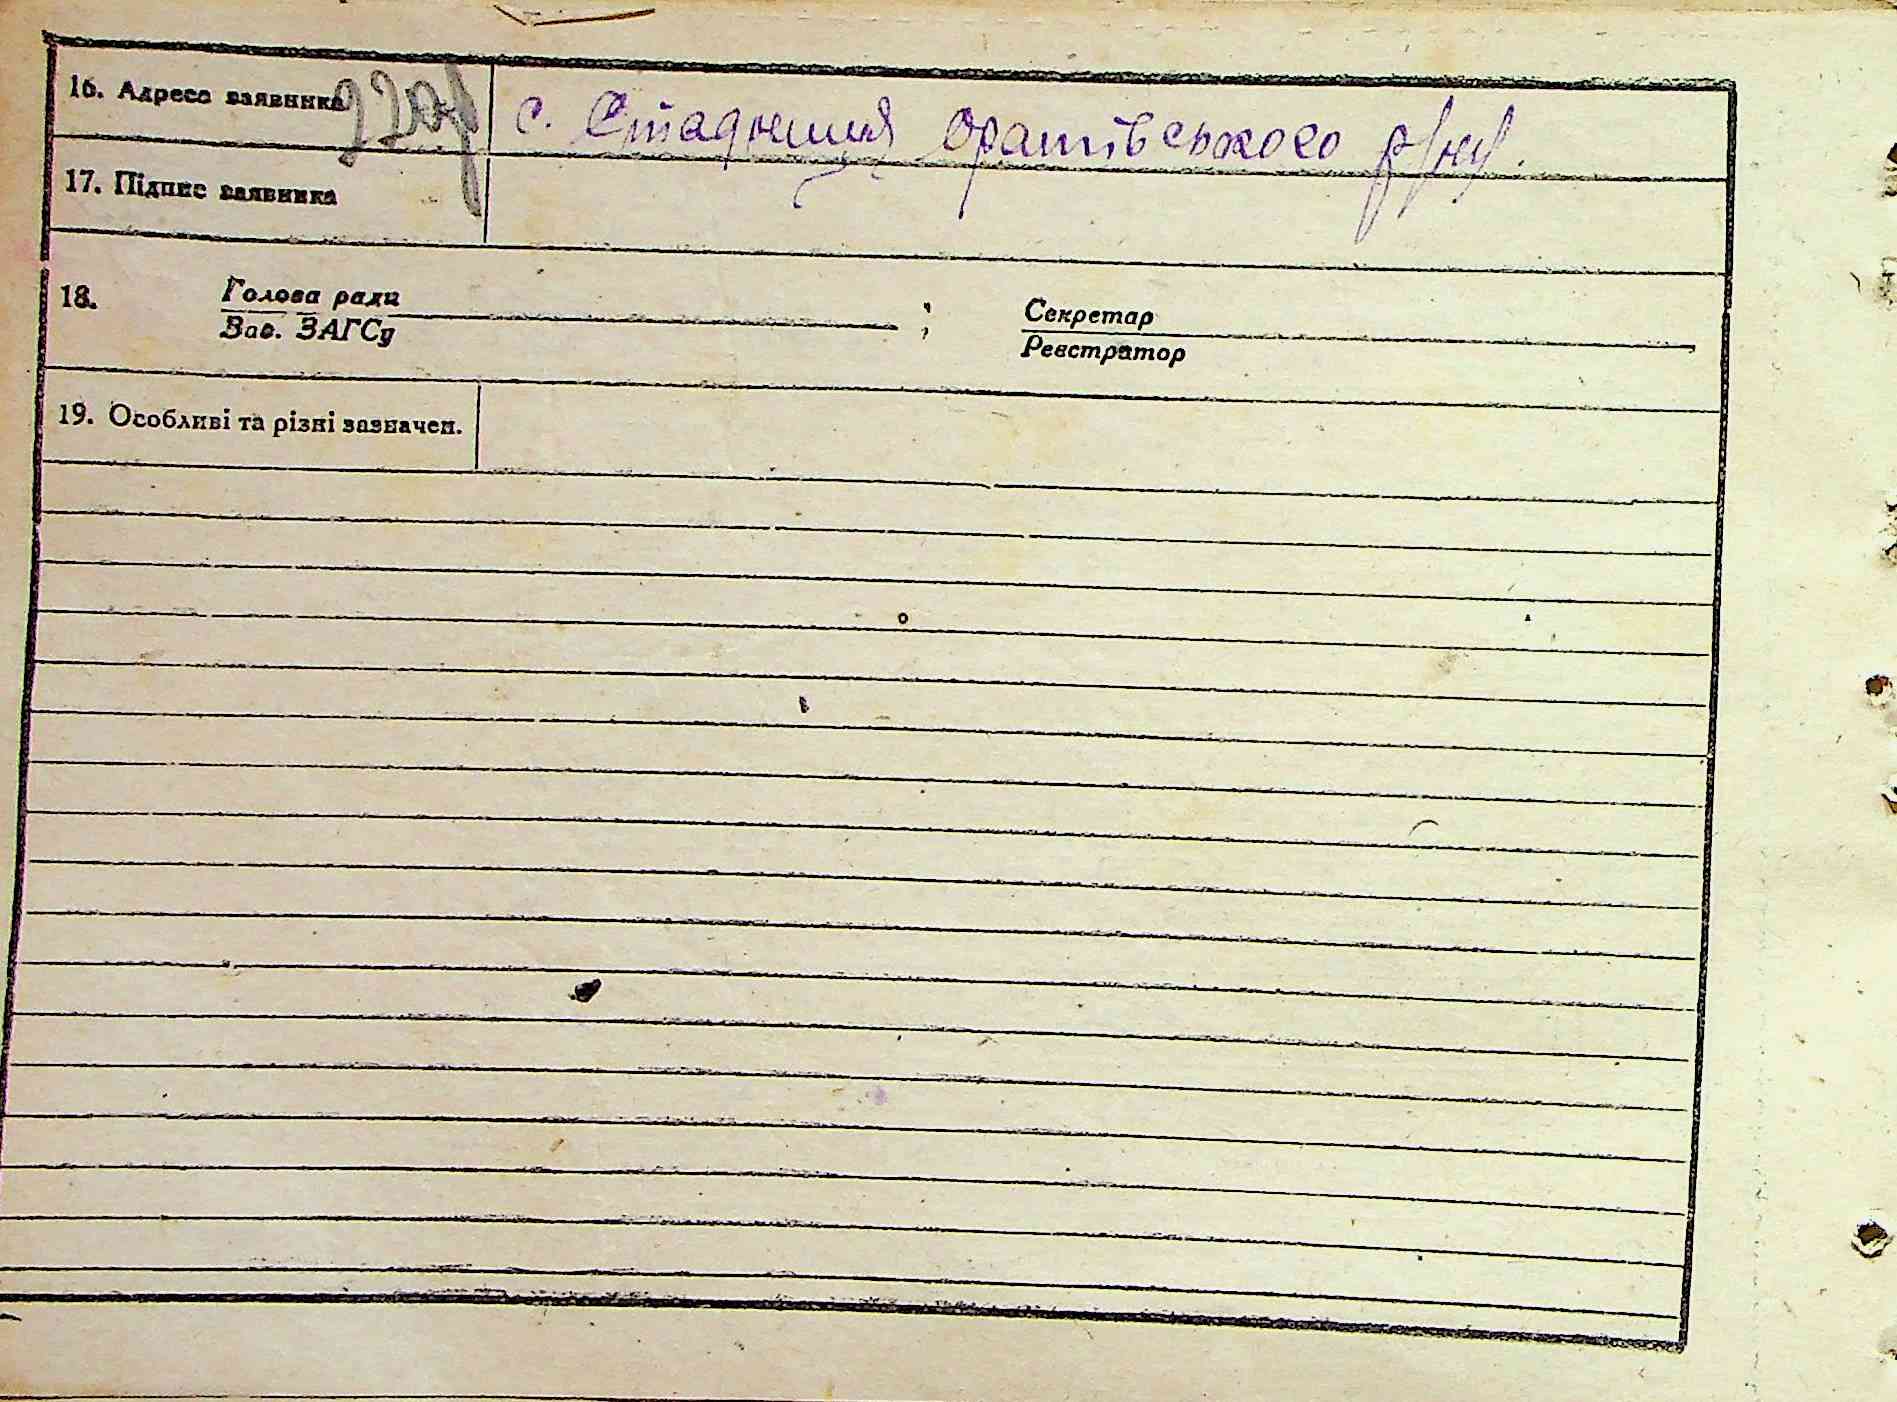 16. Адреса заявника с. Стадниця Оратівського р/ну.
17. Підпис заявника
18. Голова ради ; Секретар
Зав. ЗАГСу Реєстратор
19. Особливі та різні зазначен.